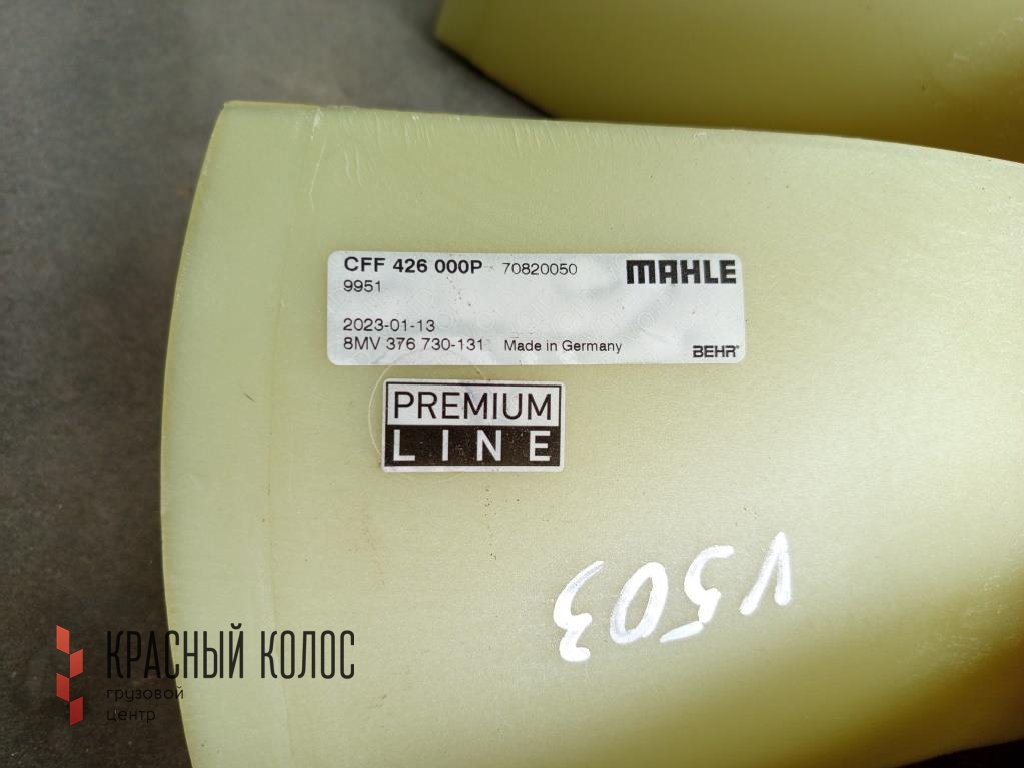 CFF 426 000P 70820050 MAHLE
9951
2023-01-13
8MV 376 730-131 Made in Germany BEHR®
PREMIUM
LINE
V503
КРАСНЫЙ КОЛОС
грузовой
центр